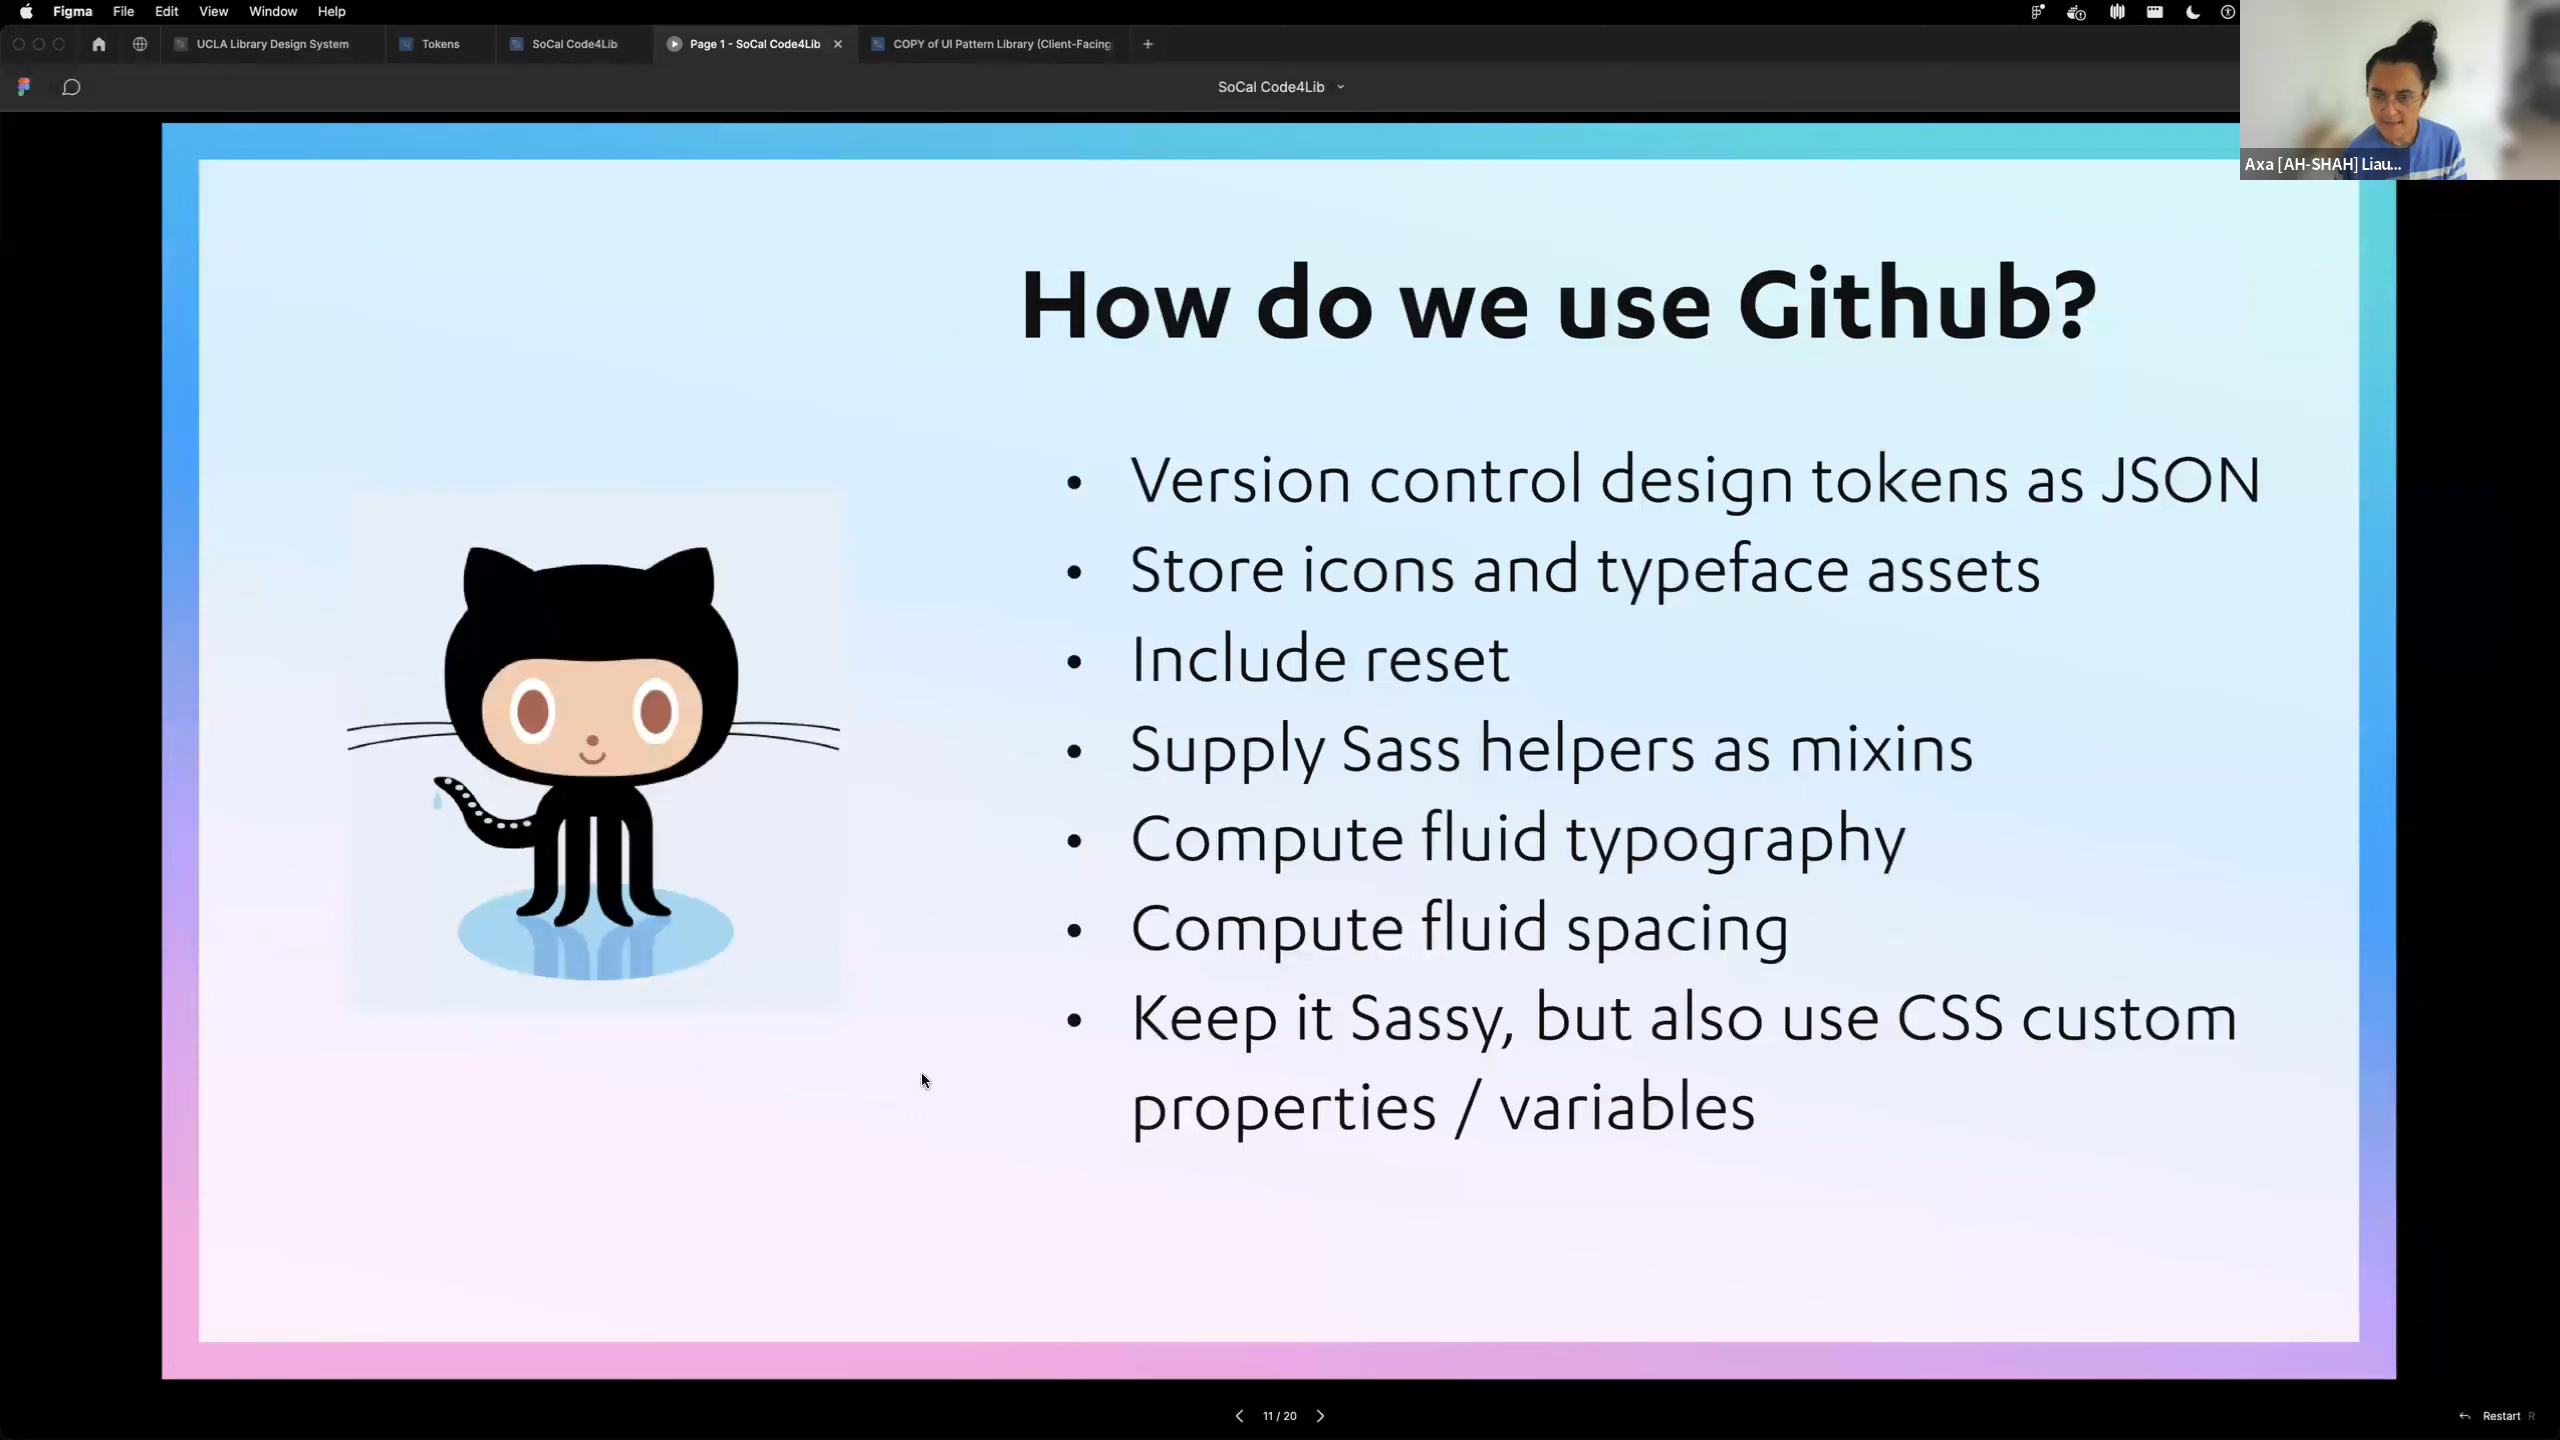 Figma File Edit View Window Help
UCLA Library Design System Tokens SoCal Code4Lib Page 1 - SoCal Code4Lib COPY of UI Pattern Library (Client-Facing
SoCal Code4Lib
Axa [AH-SHAH] Liau...
How do we use Github?
• Version control design tokens as JSON
• Store icons and typeface assets
• Include reset
• Supply Sass helpers as mixins
• Compute fluid typography
• Compute fluid spacing
• Keep it Sassy, but also use CSS custom
properties / variables
11 / 20
Restart R